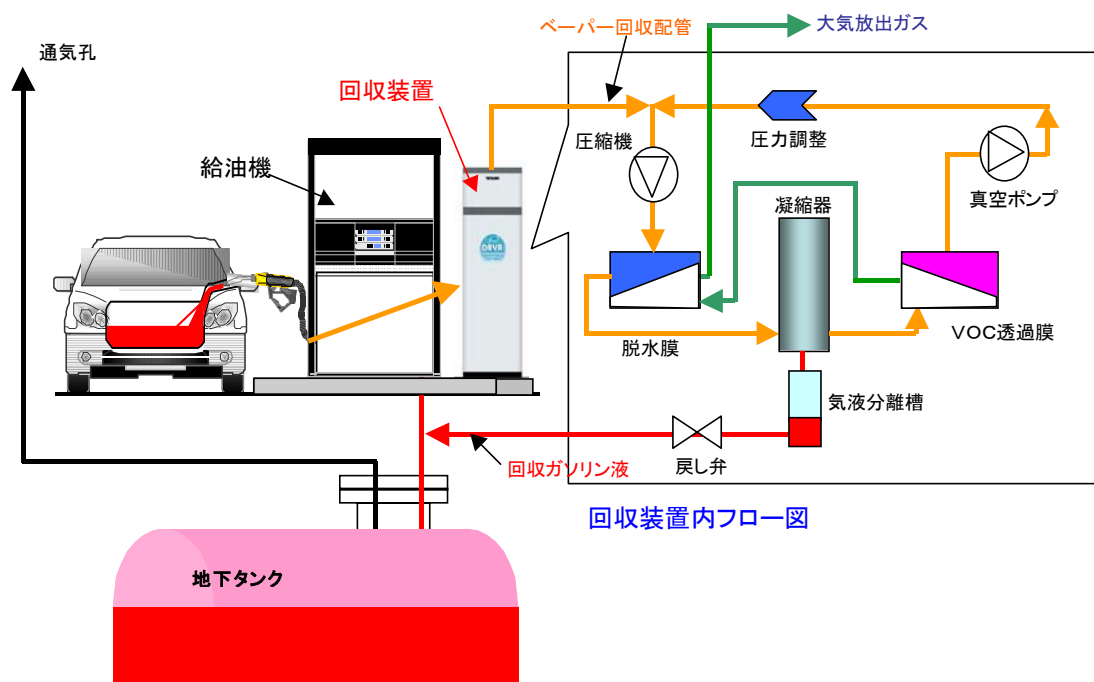 通気孔
ベーパー回収配管
大気放出ガス
回収装置
給油機
圧縮機
圧力調整
真空ポンプ
凝縮器
脱水膜
VOC透過膜
気液分離槽
戻し弁
回収ガソリン液
回収装置内フロー図
地下タンク